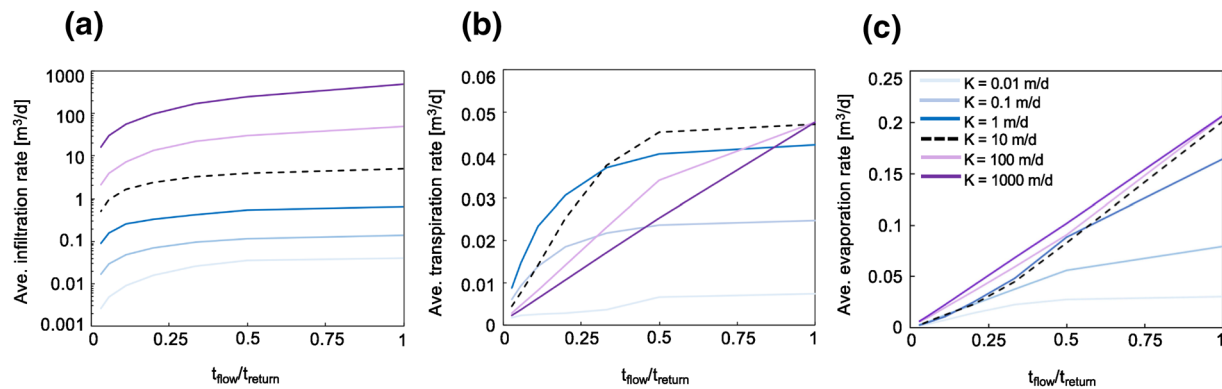 (a)
Ave. infiltration rate [m³/d]
1000
100
10
1
0.1
0.01
0.001
0
0.25
0.5
0.75
1
t_flow/t_return
(b)
Ave. transpiration rate [m³/d]
0.06
0.05
0.04
0.03
0.02
0.01
0
0
0.25
0.5
0.75
1
t_flow/t_return
(c)
Ave. evaporation rate [m³/d]
0.25
0.2
0.15
0.1
0.05
0
K = 0.01 m/d
K = 0.1 m/d
K = 1 m/d
K = 10 m/d
K = 100 m/d
K = 1000 m/d
0
0.25
0.5
0.75
1
t_flow/t_return